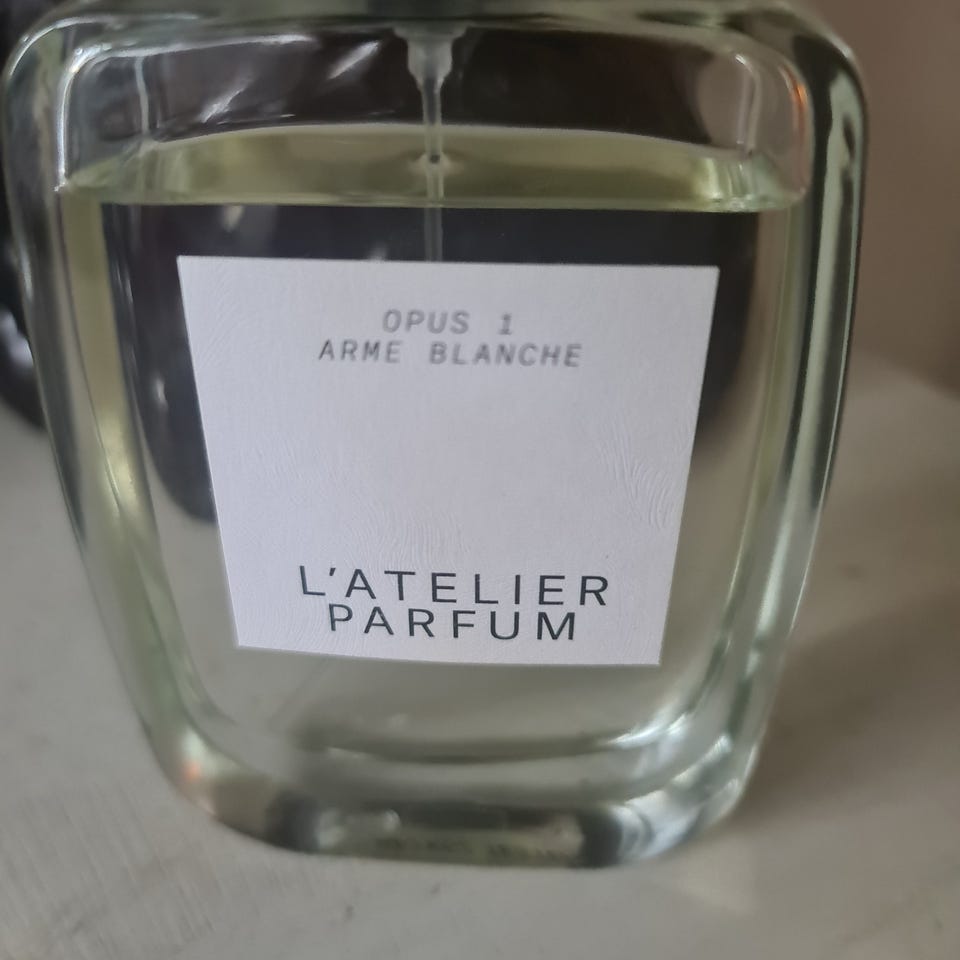 OPUS 1
ARME BLANCHE
L'ATELIER
PARFUM